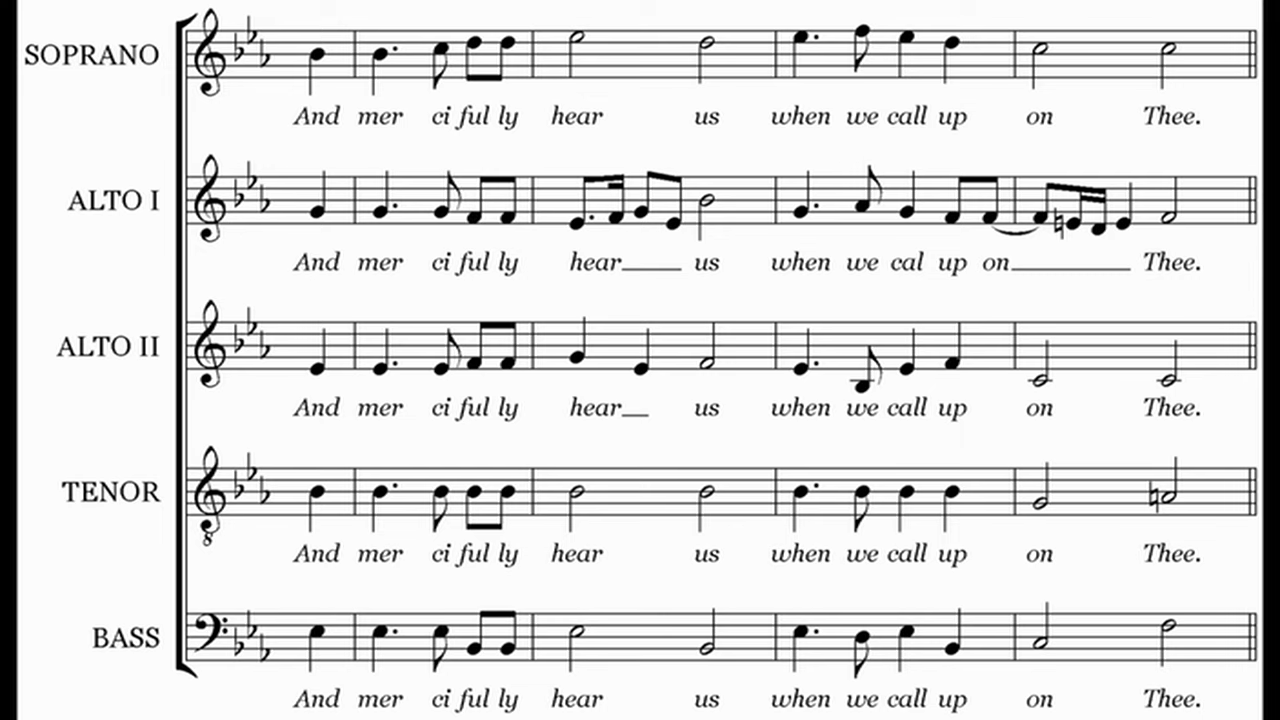 SOPRANO
And mer ci ful ly hear us when we call up on Thee.
ALTO I
And mer ci ful ly hear us when we cal up on Thee.
ALTO II
And mer ci ful ly hear us when we call up on Thee.
TENOR
8
And mer ci ful ly hear us when we call up on Thee.
BASS
And mer ci ful ly hear us when we call up on Thee.